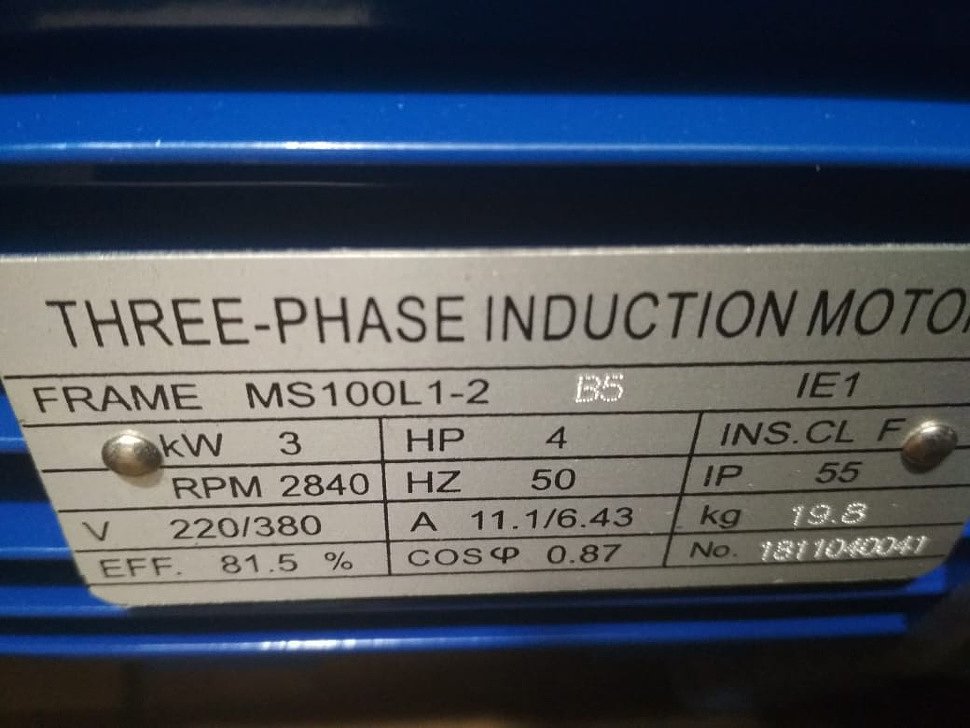 THREE-PHASE INDUCTION MOTO
FRAME MS100L1-2 B5 IE1
kW 3 HP 4 INS.CL F
RPM 2840 HZ 50 IP 55
V 220/380 A 11.1/6.43 kg 19.8
EFF. 81.5 % COSφ 0.87 No. 1811040041